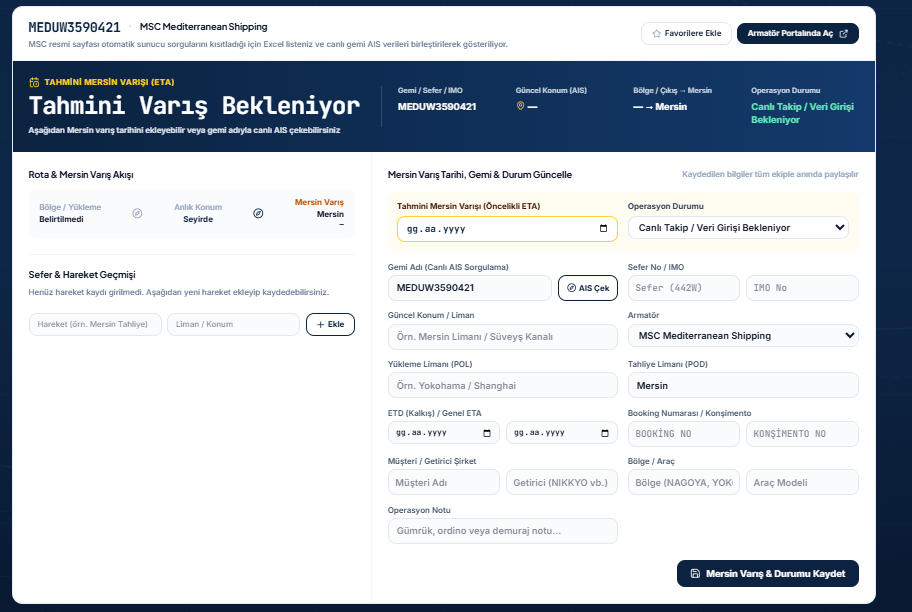 MEDUW3590421 · MSC Mediterranean Shipping
MSC resmi sayfası otomatik sunucu sorgularını kısıtladığı için Excel listeniz ve canlı gemi AIS verileri birleştirilerek gösteriliyor.
Favorilere Ekle
Armatör Portalında Aç
TAHMİNİ MERSİN VARIŞI (ETA)
Tahmini Varış Bekleniyor
Aşağıdan Mersin varış tarihini ekleyebilir veya gemi adıyla canlı AIS çekebilirsiniz
Gemi / Sefer / IMO
MEDUW3590421
Güncel Konum (AIS)
—
Bölge / Çıkış → Mersin
— → Mersin
Operasyon Durumu
Canlı Takip / Veri Girişi
Bekleniyor
Rota & Mersin Varış Akışı
Bölge / Yükleme
Belirtilmedi
Anlık Konum
Seyirde
Mersin Varış
Mersin
–
Sefer & Hareket Geçmişi
Henüz hareket kaydı girilmedi. Aşağıdan yeni hareket ekleyip kaydedebilirsiniz.
Hareket (örn. Mersin Tahliye)
Liman / Konum
+ Ekle
Mersin Varış Tarihi, Gemi & Durum Güncelle
Kaydedilen bilgiler tüm ekiple anında paylaşılır
Tahmini Mersin Varışı (Öncelikli ETA)
gg.aa.yyyy
Operasyon Durumu
Canlı Takip / Veri Girişi Bekleniyor
Gemi Adı (Canlı AIS Sorgulama)
MEDUW3590421
AIS Çek
Sefer No / IMO
Sefer (442W)
IMO No
Güncel Konum / Liman
Örn. Mersin Limanı / Süveyş Kanalı
Armatör
MSC Mediterranean Shipping
Yükleme Limanı (POL)
Örn. Yokohama / Shanghai
Tahliye Limanı (POD)
Mersin
ETD (Kalkış) / Genel ETA
gg.aa.yyyy
gg.aa.yyyy
Booking Numarası / Konşimento
BOOKİNG NO
KONŞİMENTO NO
Müşteri / Getirici Şirket
Müşteri Adı
Getirici (NIKKYO vb.)
Bölge / Araç
Bölge (NAGOYA, YOK
Araç Modeli
Operasyon Notu
Gümrük, ordino veya demuraj notu...
Mersin Varış & Durumu Kaydet